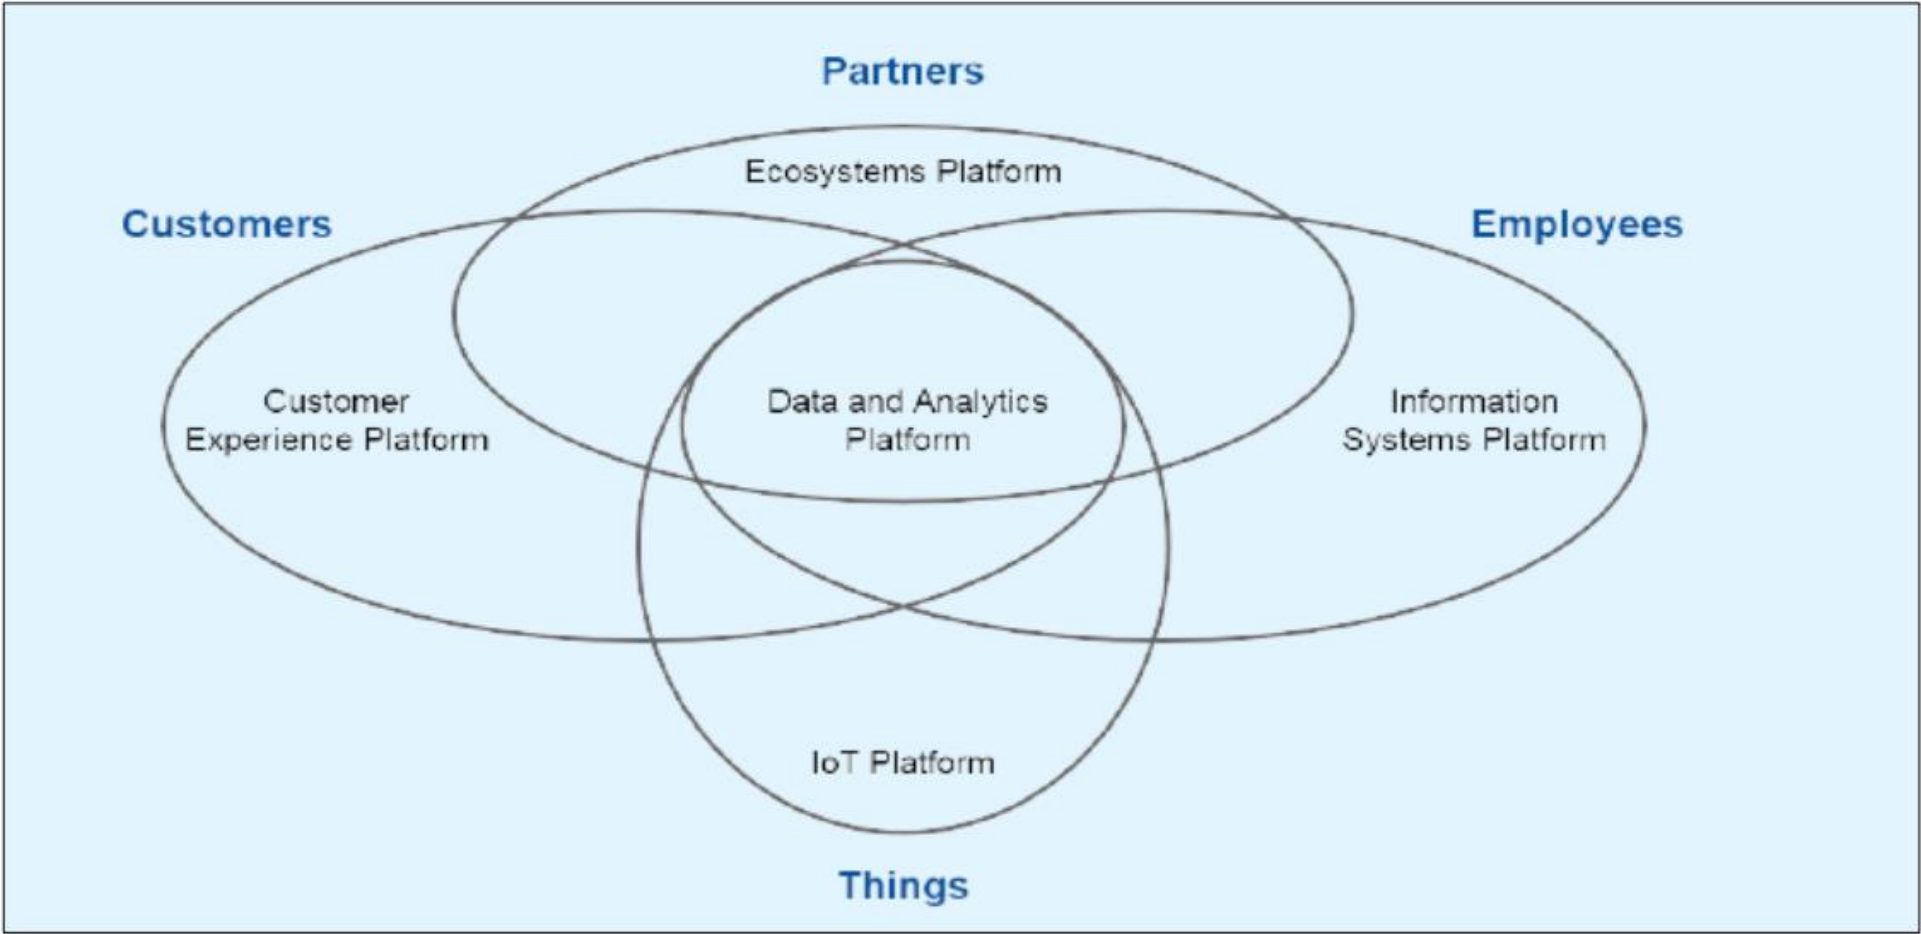 Partners
Ecosystems Platform
Customers
Employees
Customer
Experience Platform
Data and Analytics
Platform
Information
Systems Platform
IoT Platform
Things